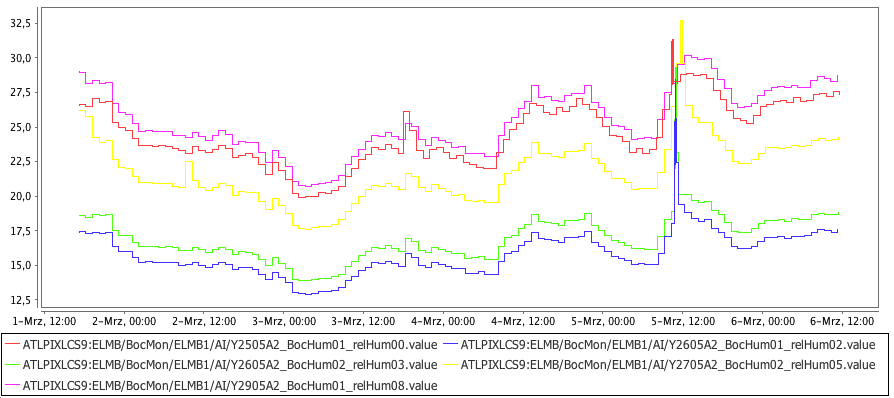 32,5
30,0
27,5
25,0
22,5
20,0
17,5
15,0
12,5
1-Mrz, 12:00 2-Mrz, 00:00 2-Mrz, 12:00 3-Mrz, 00:00 3-Mrz, 12:00 4-Mrz, 00:00 4-Mrz, 12:00 5-Mrz, 00:00 5-Mrz, 12:00 6-Mrz, 00:00 6-Mrz, 12:00
ATLPIXLCS9:ELMB/BocMon/ELMB1/AI/Y2505A2_BocHum01_relHum00.value ATLPIXLCS9:ELMB/BocMon/ELMB1/AI/Y2605A2_BocHum01_relHum02.value
ATLPIXLCS9:ELMB/BocMon/ELMB1/AI/Y2605A2_BocHum02_relHum03.value ATLPIXLCS9:ELMB/BocMon/ELMB1/AI/Y2705A2_BocHum02_relHum05.value
ATLPIXLCS9:ELMB/BocMon/ELMB1/AI/Y2905A2_BocHum01_relHum08.value